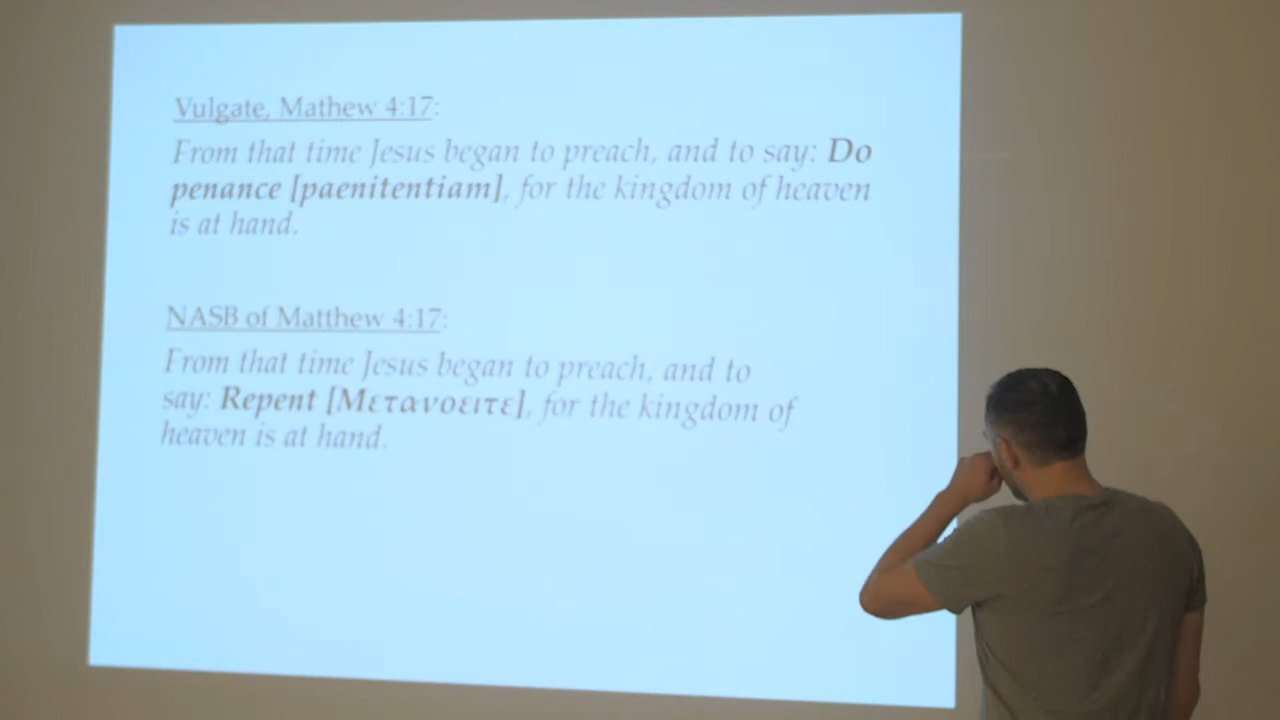 Vulgate, Mathew 4:17:
From that time Jesus began to preach, and to say: Do
penance [paenitentiam], for the kingdom of heaven
is at hand.
NASB of Matthew 4:17:
From that time Jesus began to preach, and to
say: Repent [Μετανοειτε], for the kingdom of
heaven is at hand.